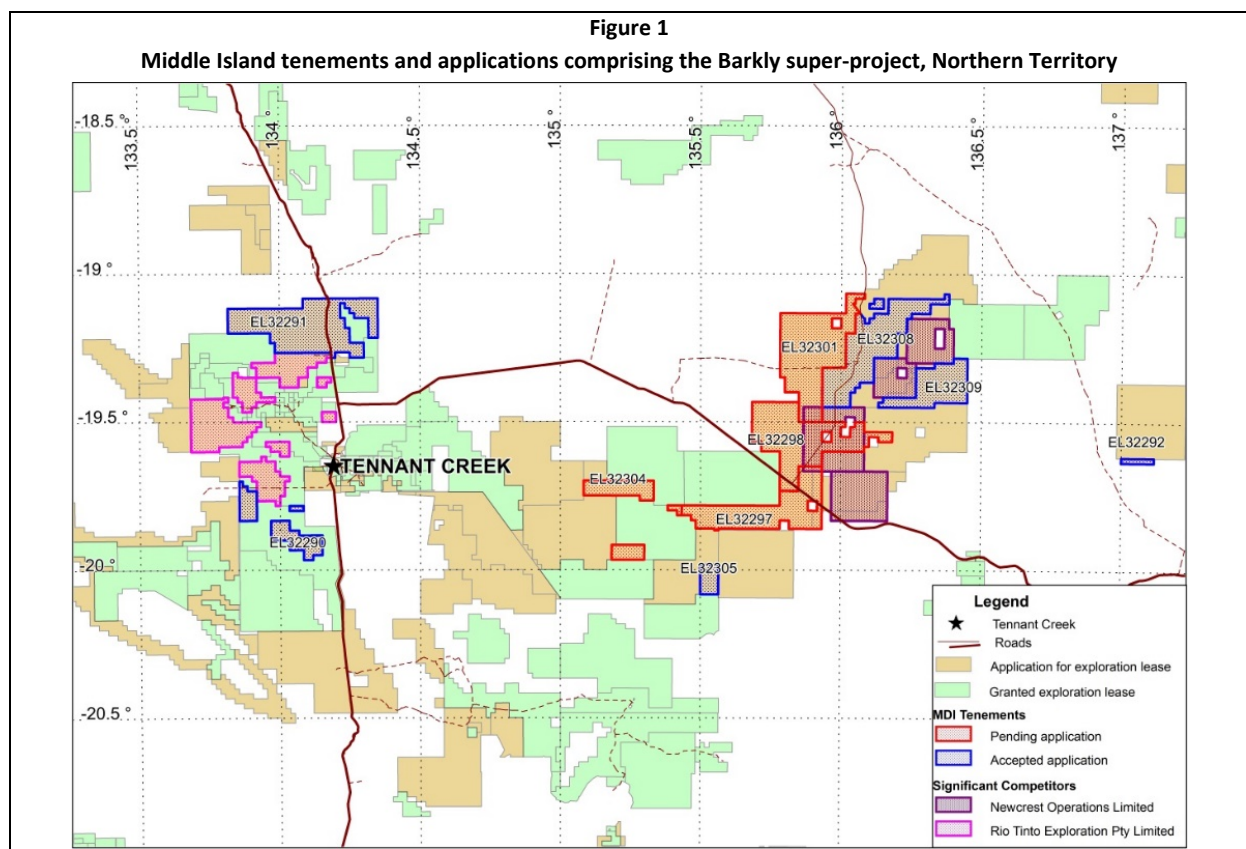 Figure 1
Middle Island tenements and applications comprising the Barkly super-project, Northern Territory
133.5
134 °
134.5
135 °
135.5
136 °
136.5
137 °
-18.5 °
-19 °
-19.5 °
-20 °
-20.5 °
EL32291
EL32301
EL32308
EL32309
EL32298
EL32292
TENNANT CREEK
EL32304
EL32297
EL32290
EL32305
Legend
Tennant Creek
Roads
Application for exploration lease
Granted exploration lease
MDI Tenements
Pending application
Accepted application
Significant Competitors
Newcrest Operations Limited
Rio Tinto Exploration Pty Limited